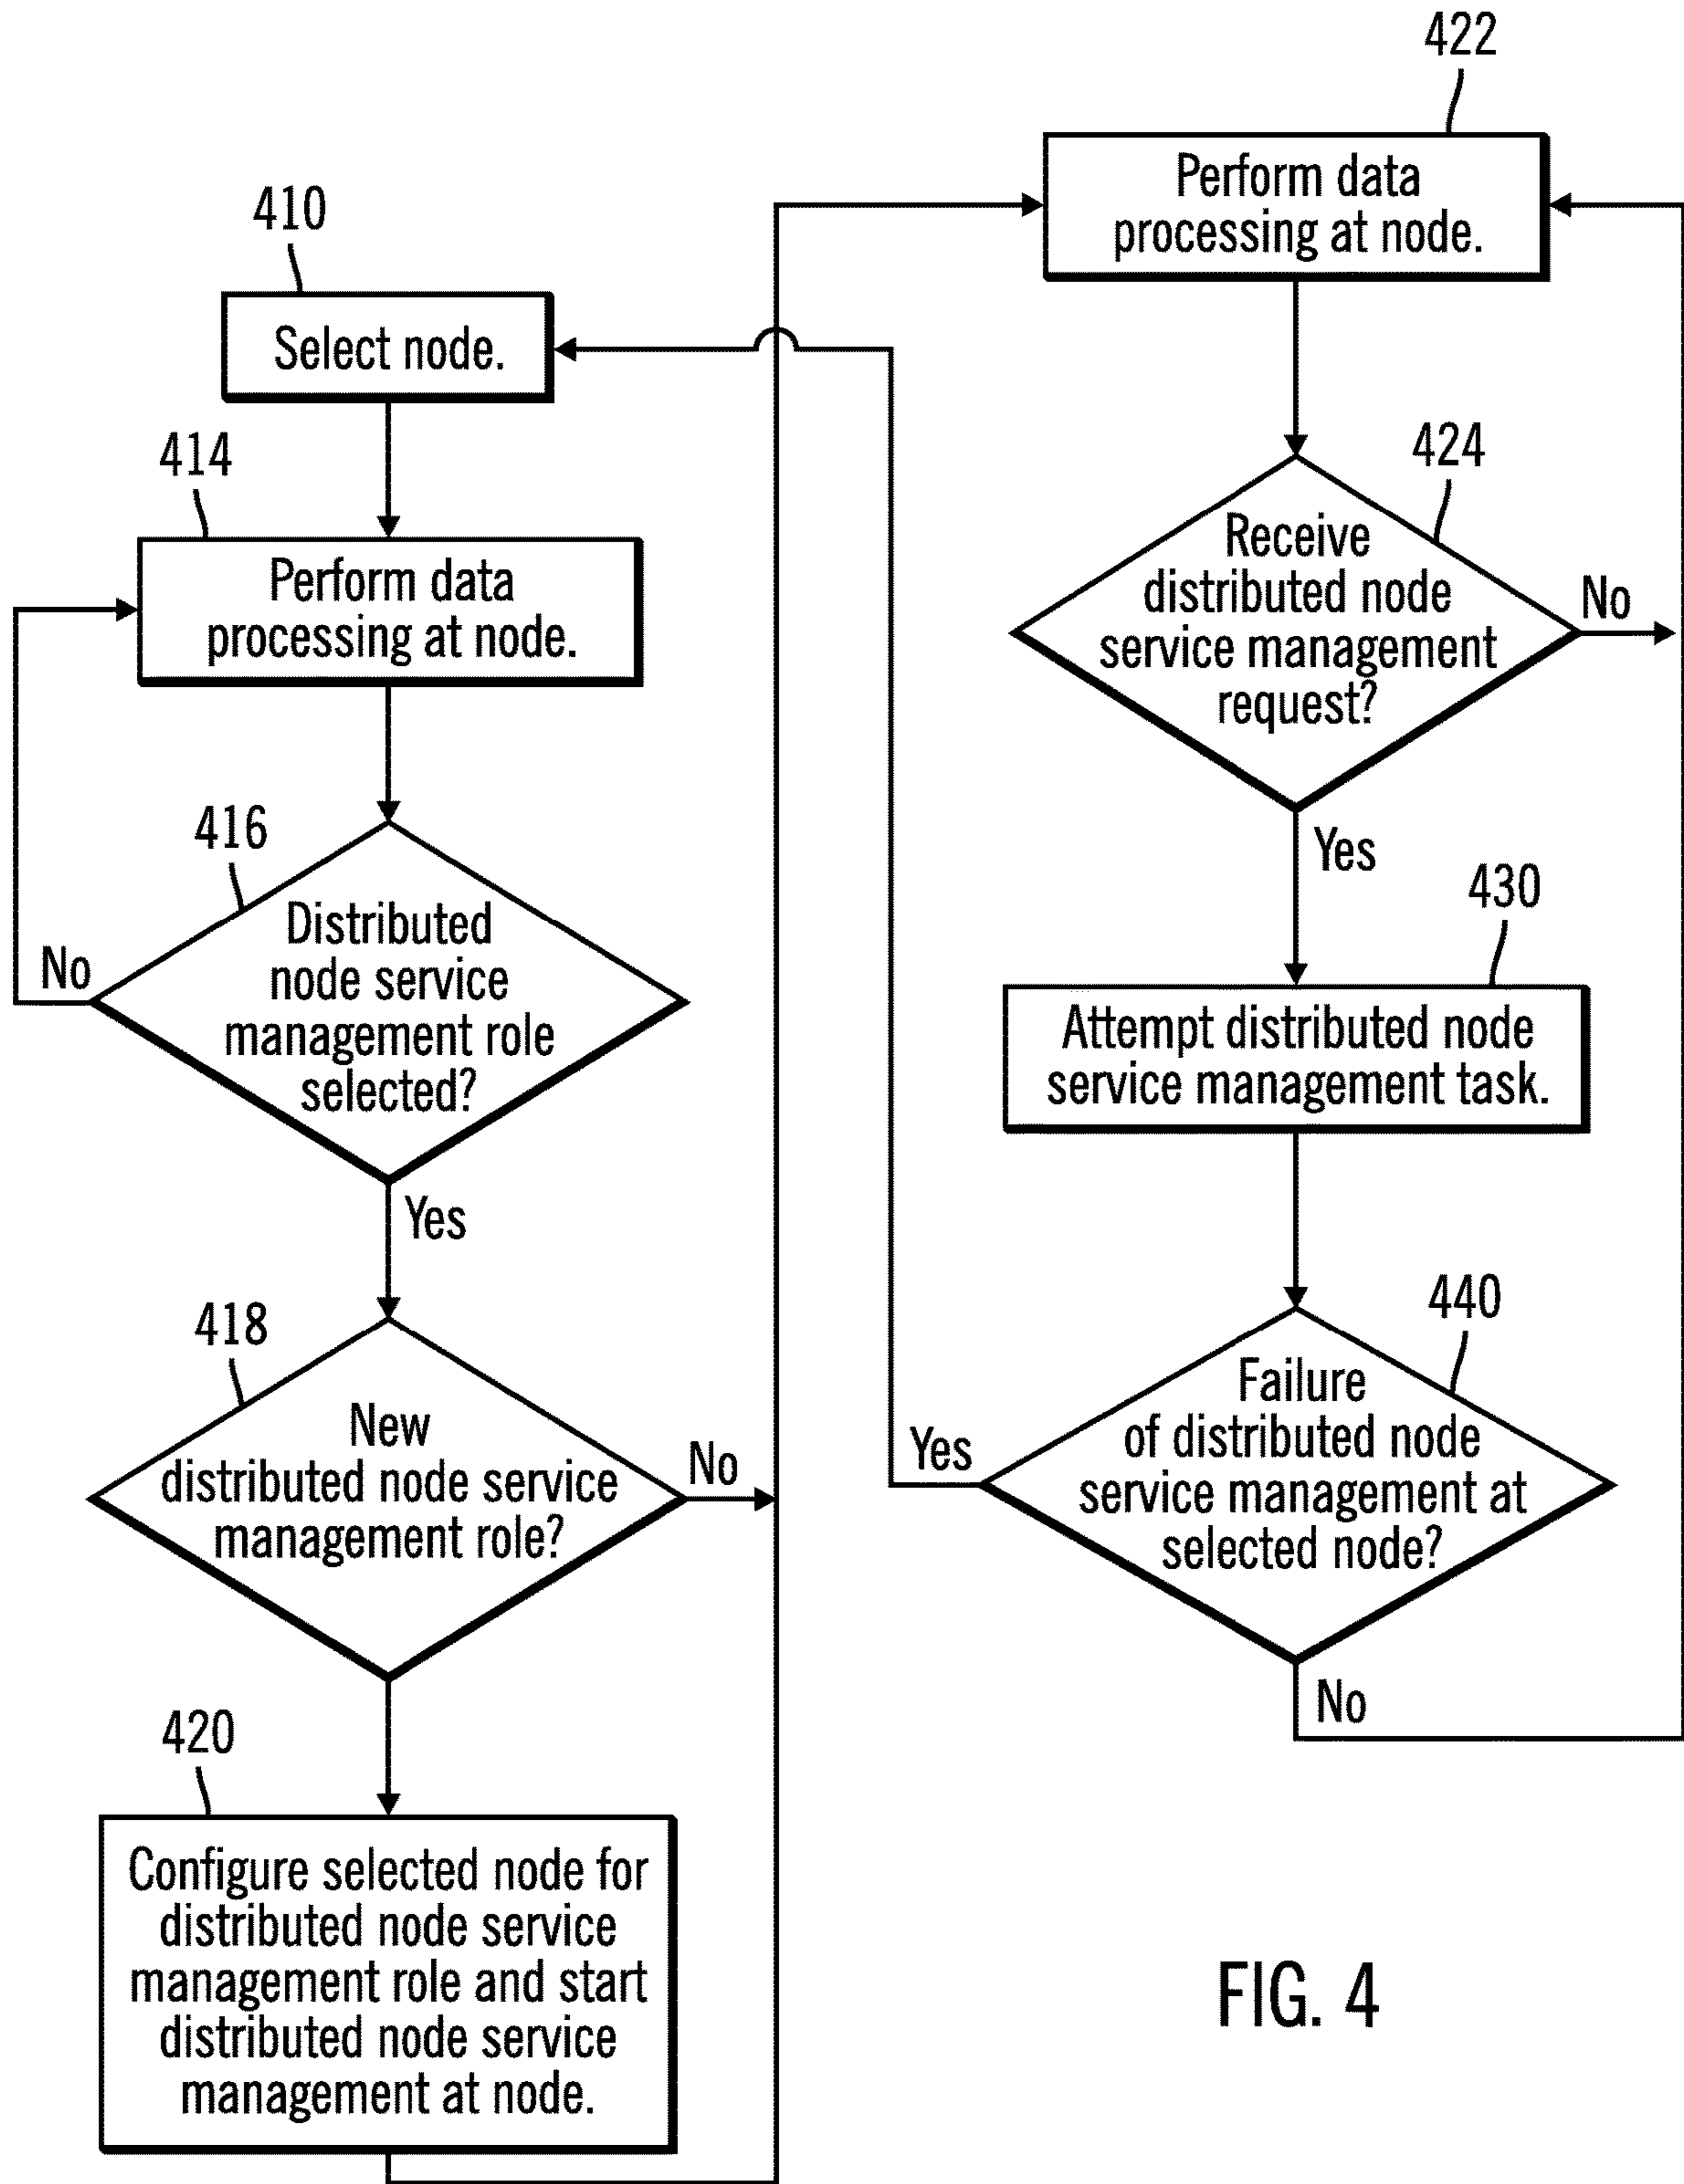 410
Select node.
414
Perform data
processing at node.
416
Distributed
node service
management role
selected?
No
Yes
418
New
distributed node service
management role?
No
420
Configure selected node for
distributed node service
management role and start
distributed node service
management at node.
422
Perform data
processing at node.
424
Receive
distributed node
service management
request?
No
Yes
430
Attempt distributed node
service management task.
440
Failure
of distributed node
service management at
selected node?
Yes
No
FIG. 4